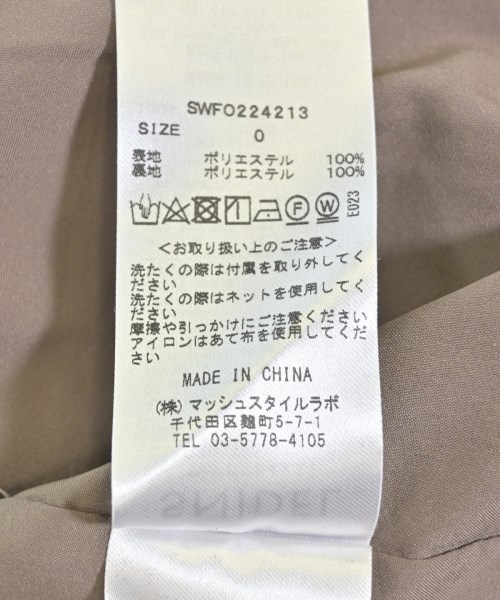 SWFO224213
SIZE 0
表地 ポリエステル 100%
裏地 ポリエステル 100%
F W E023
<お取り扱い上のご注意>
洗たくの際は付属を取り外してく
ださい
洗たくの際はネットを使用してく
ださい
摩擦や引っかけにご注意ください
アイロンはあて布を使用してくだ
さい
MADE IN CHINA
(株)マッシュスタイルラボ
千代田区麹町5-7-1
TEL 03-5778-4105
SNIDEL